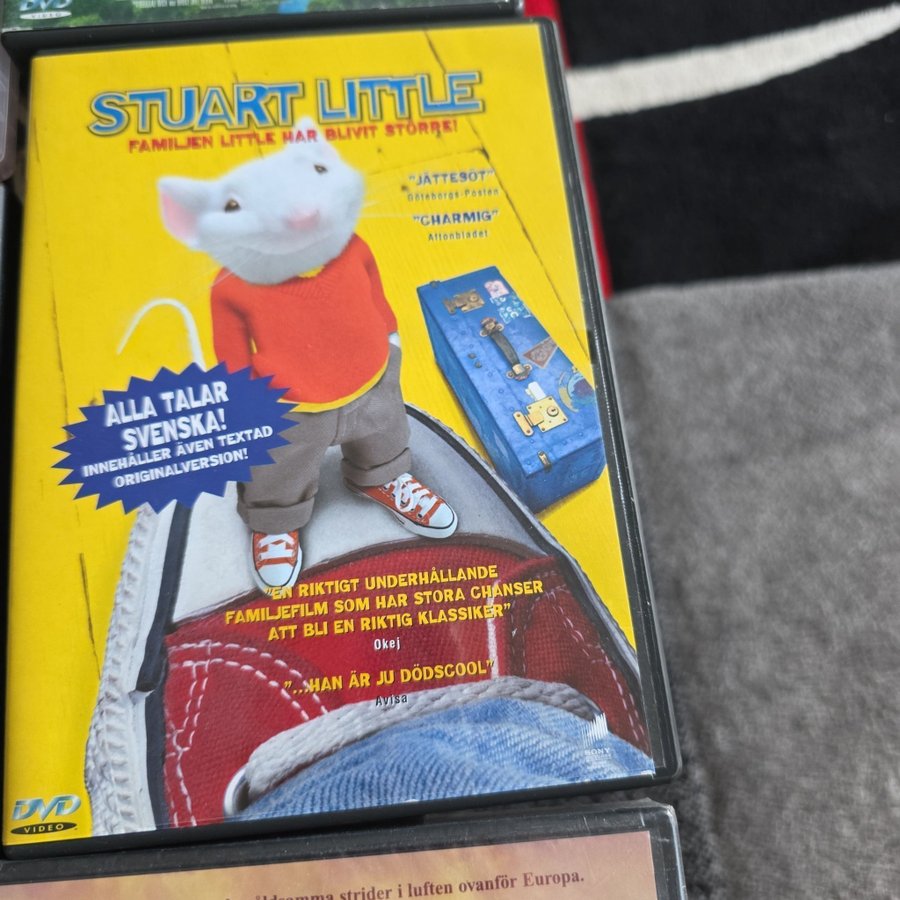 DVD
VIDEO
STUART LITTLE
FAMILJEN LITTLE HAR BLIVIT STÖRRE!
"JÄTTESÖT"
Göteborgs-Posten
"CHARMIG"
Aftonbladet
ALLA TALAR
SVENSKA!
INNEHÅLLER ÄVEN TEXTAD
ORIGINALVERSION!
"EN RIKTIGT UNDERHÅLLANDE
FAMILJEFILM SOM HAR STORA CHANSER
ATT BLI EN RIKTIG KLASSIKER"
Okej
"...HAN ÄR JU DÖDSCOOL"
Avisa
SONY
DVD
VIDEO
strider i luften ovanför Europa.